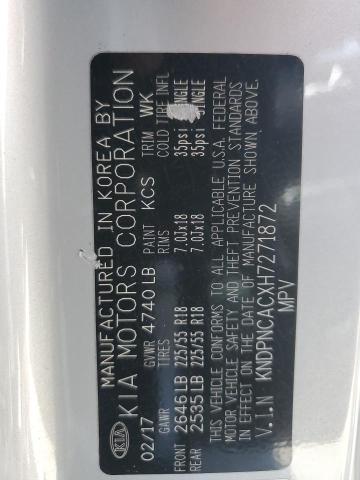 MANUFACTURED IN KOREA BY
KIA KIA MOTORS CORPORATION
02/17 GVWR 4740LB PAINT KCS TRIM WK
GAWR TIRES RIMS COLD TIRE INFL
FRONT 2646LB 225/55 R18 7.0Jx18 35psi SINGLE
REAR 2535LB 225/55 R18 7.0Jx18 35psi SINGLE
THIS VEHICLE CONFORMS TO ALL APPLICABLE U.S.A. FEDERAL
MOTOR VEHICLE SAFETY AND THEFT PREVENTION STANDARDS
IN EFFECT ON THE DATE OF MANUFACTURE SHOWN ABOVE.
V.I.N KNDPNCACXH7271872
MPV